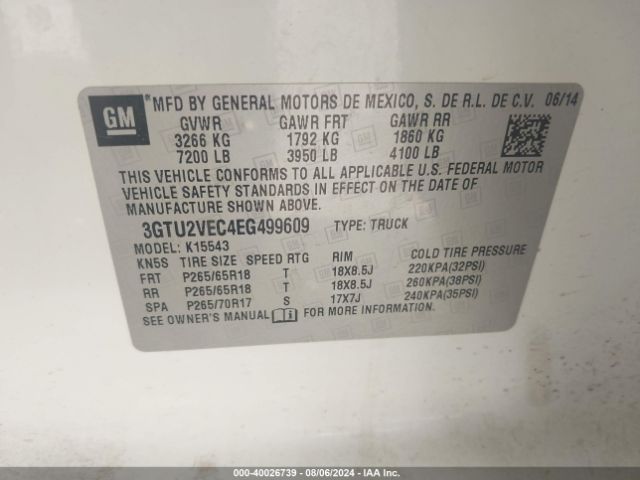 GM
*MFD BY GENERAL MOTORS DE MEXICO, S. DE R.L. DE C.V. 06/14
GVWR GAWR FRT GAWR RR
3266 KG 1792 KG 1860 KG
7200 LB 3950 LB 4100 LB
THIS VEHICLE CONFORMS TO ALL APPLICABLE U.S. FEDERAL MOTOR
VEHICLE SAFETY STANDARDS IN EFFECT ON THE DATE OF
MANUFACTURE SHOWN ABOVE.
3GTU2VEC4EG499609 TYPE: TRUCK
MODEL: K15543
KN5S TIRE SIZE SPEED RTG RIM COLD TIRE PRESSURE
FRT P265/65R18 T 18X8.5J 220KPA(32PSI)
RR P265/65R18 T 18X8.5J 260KPA(38PSI)
SPA P265/70R17 S 17X7J 240KPA(35PSI)
SEE OWNER'S MANUAL FOR MORE INFORMATION.
000-40026739 - 08/06/2024 - IAA Inc.